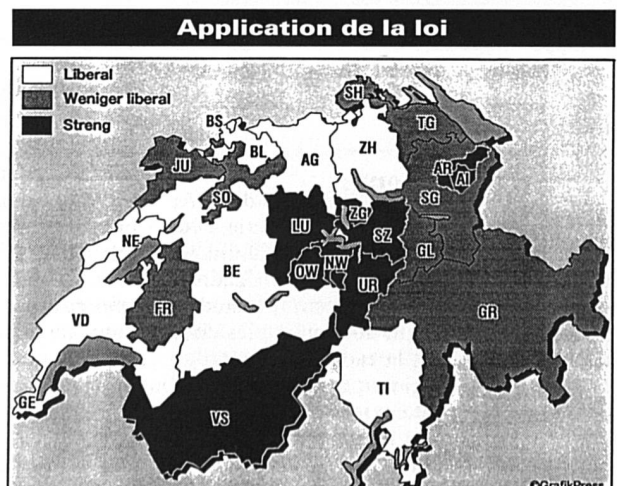 Application de la loi
Liberal
Weniger liberal
Streng
SH
BS
TG
BL
ZH
JU
AG
AR
AI
SO
SG
ZG
LU
SZ
NE
GL
BE
OW
NW
UR
FR
GR
VD
TI
GE
VS
©GrafikPress